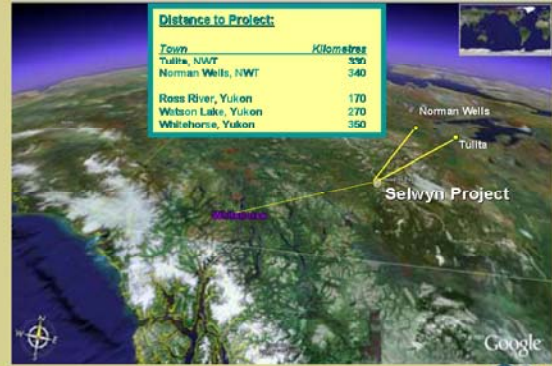 Distance to Project:
Town Kilometres
Tulita, NWT 330
Norman Wells, NWT 340
Ross River, Yukon 170
Watson Lake, Yukon 270
Whitehorse, Yukon 350
Norman Wells
Tulita
Selwyn Project
Whitehorse
N
W E
S
Google